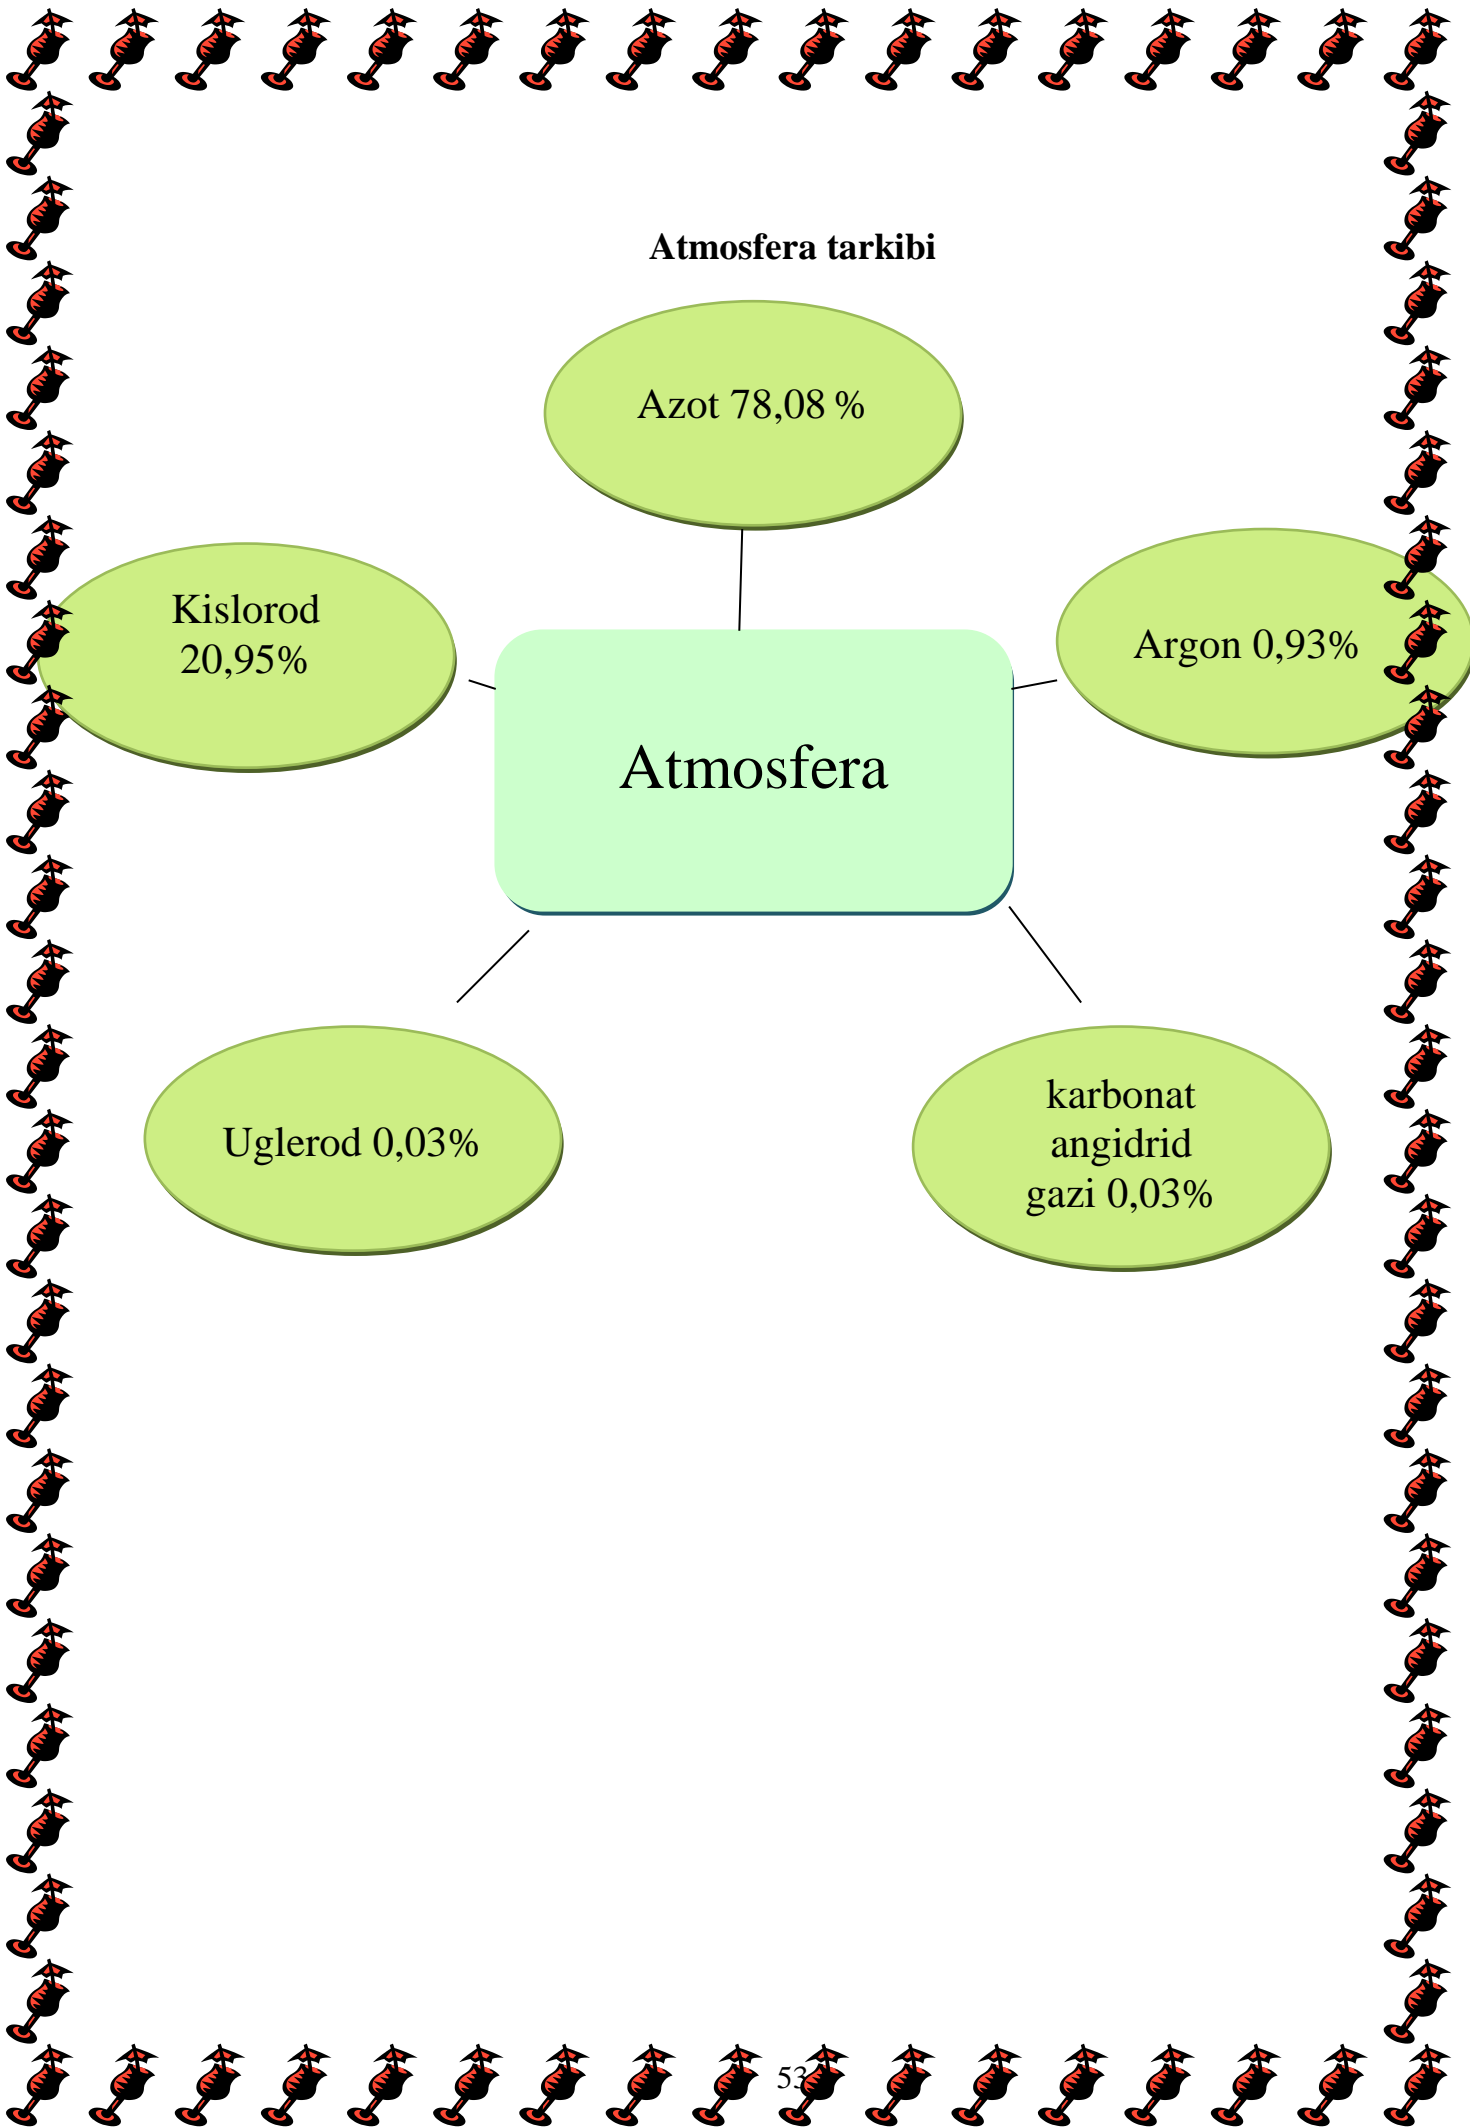 Atmosfera tarkibi
Azot 78,08 %
Kislorod
20,95%
Argon 0,93%
Atmosfera
Uglerod 0,03%
karbonat
angidrid
gazi 0,03%
53